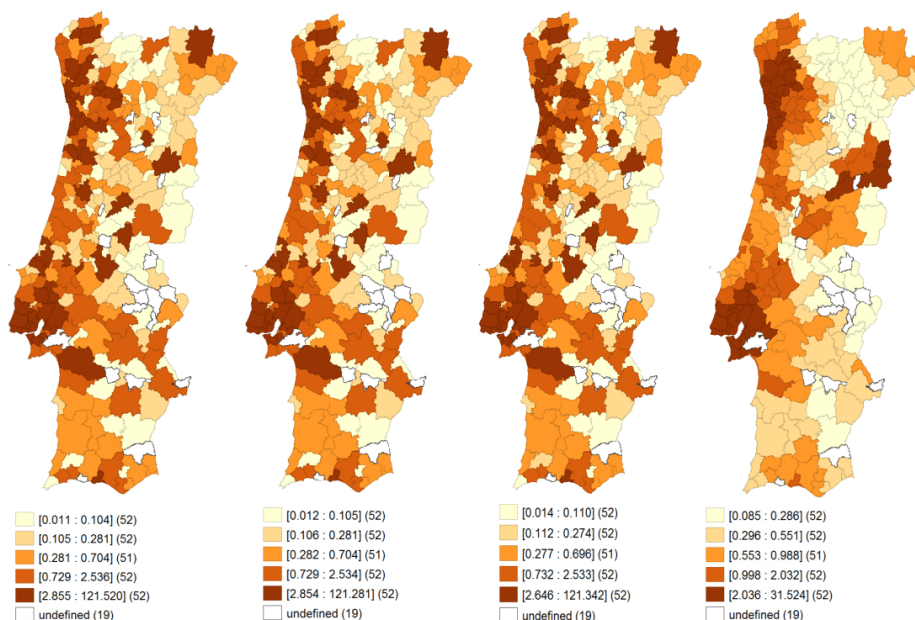 [0.011 : 0.104] (52)
[0.105 : 0.281] (52)
[0.281 : 0.704] (51)
[0.729 : 2.536] (52)
[2.855 : 121.520] (52)
undefined (19)
[0.012 : 0.105] (52)
[0.106 : 0.281] (52)
[0.282 : 0.704] (51)
[0.729 : 2.534] (52)
[2.854 : 121.281] (52)
undefined (19)
[0.014 : 0.110] (52)
[0.112 : 0.274] (52)
[0.277 : 0.696] (51)
[0.732 : 2.533] (52)
[2.646 : 121.342] (52)
undefined (19)
[0.085 : 0.286] (52)
[0.296 : 0.551] (52)
[0.553 : 0.988] (51)
[0.998 : 2.032] (52)
[2.036 : 31.524] (52)
undefined (19)